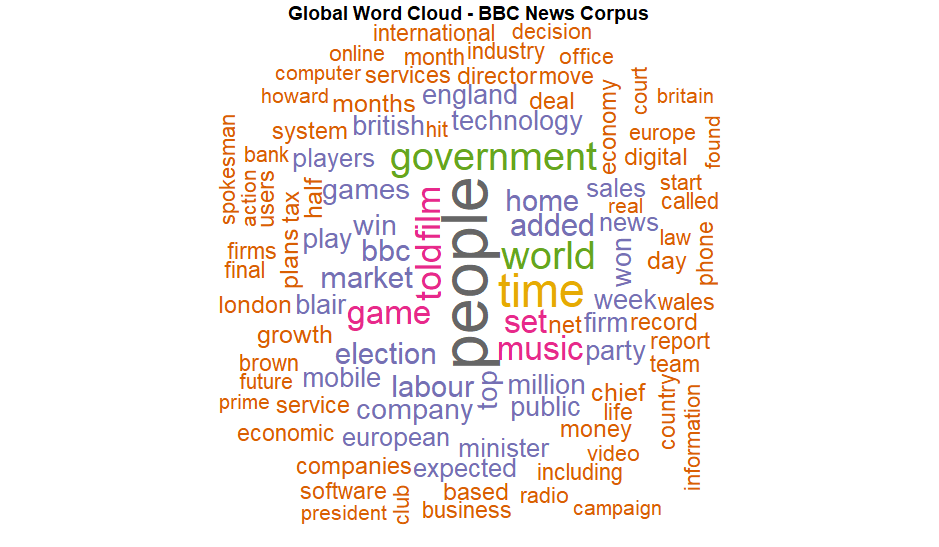 Global Word Cloud - BBC News Corpus
international decision
online month industry office
computer services director move
howard months england deal economy court britain
system british hit technology europe found
spokesman bank players government digital
action users tax half games people film home sales start
real called
plans win told added news
play bbc won law phone
firms market world day
final time
london blair game week wales
set net firm record
growth
election music party report
brown team
future mobile labour top million chief country information
prime service company public life
economic european money
minister video
companies expected including
software club based radio
president business campaign